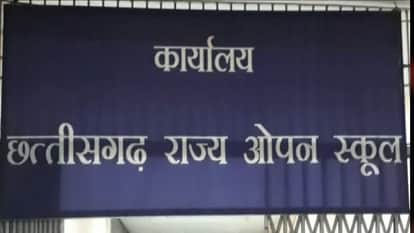 कार्यालय
छत्तीसगढ़ राज्य ओपन स्कूल